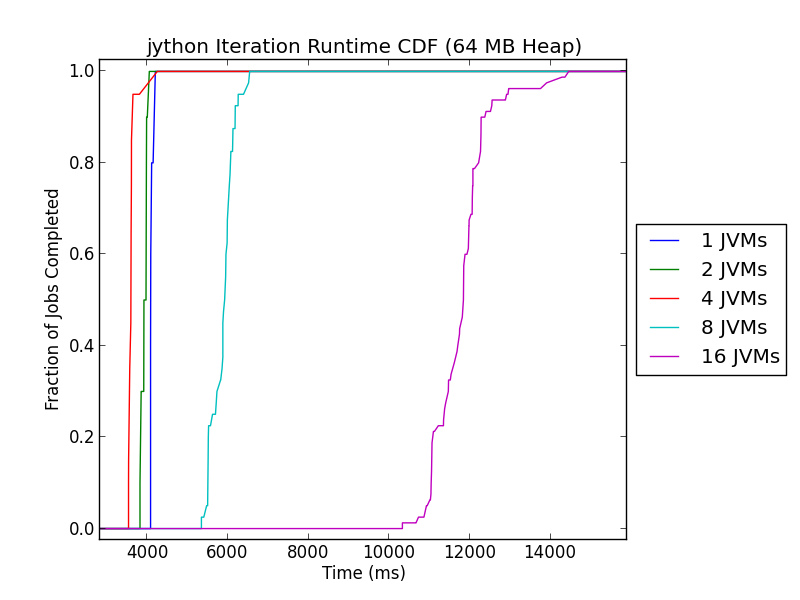 jython Iteration Runtime CDF (64 MB Heap)
1.0
0.8
0.6
0.4
0.2
0.0
Fraction of Jobs Completed
4000 6000 8000 10000 12000 14000
Time (ms)
1 JVMs
2 JVMs
4 JVMs
8 JVMs
16 JVMs